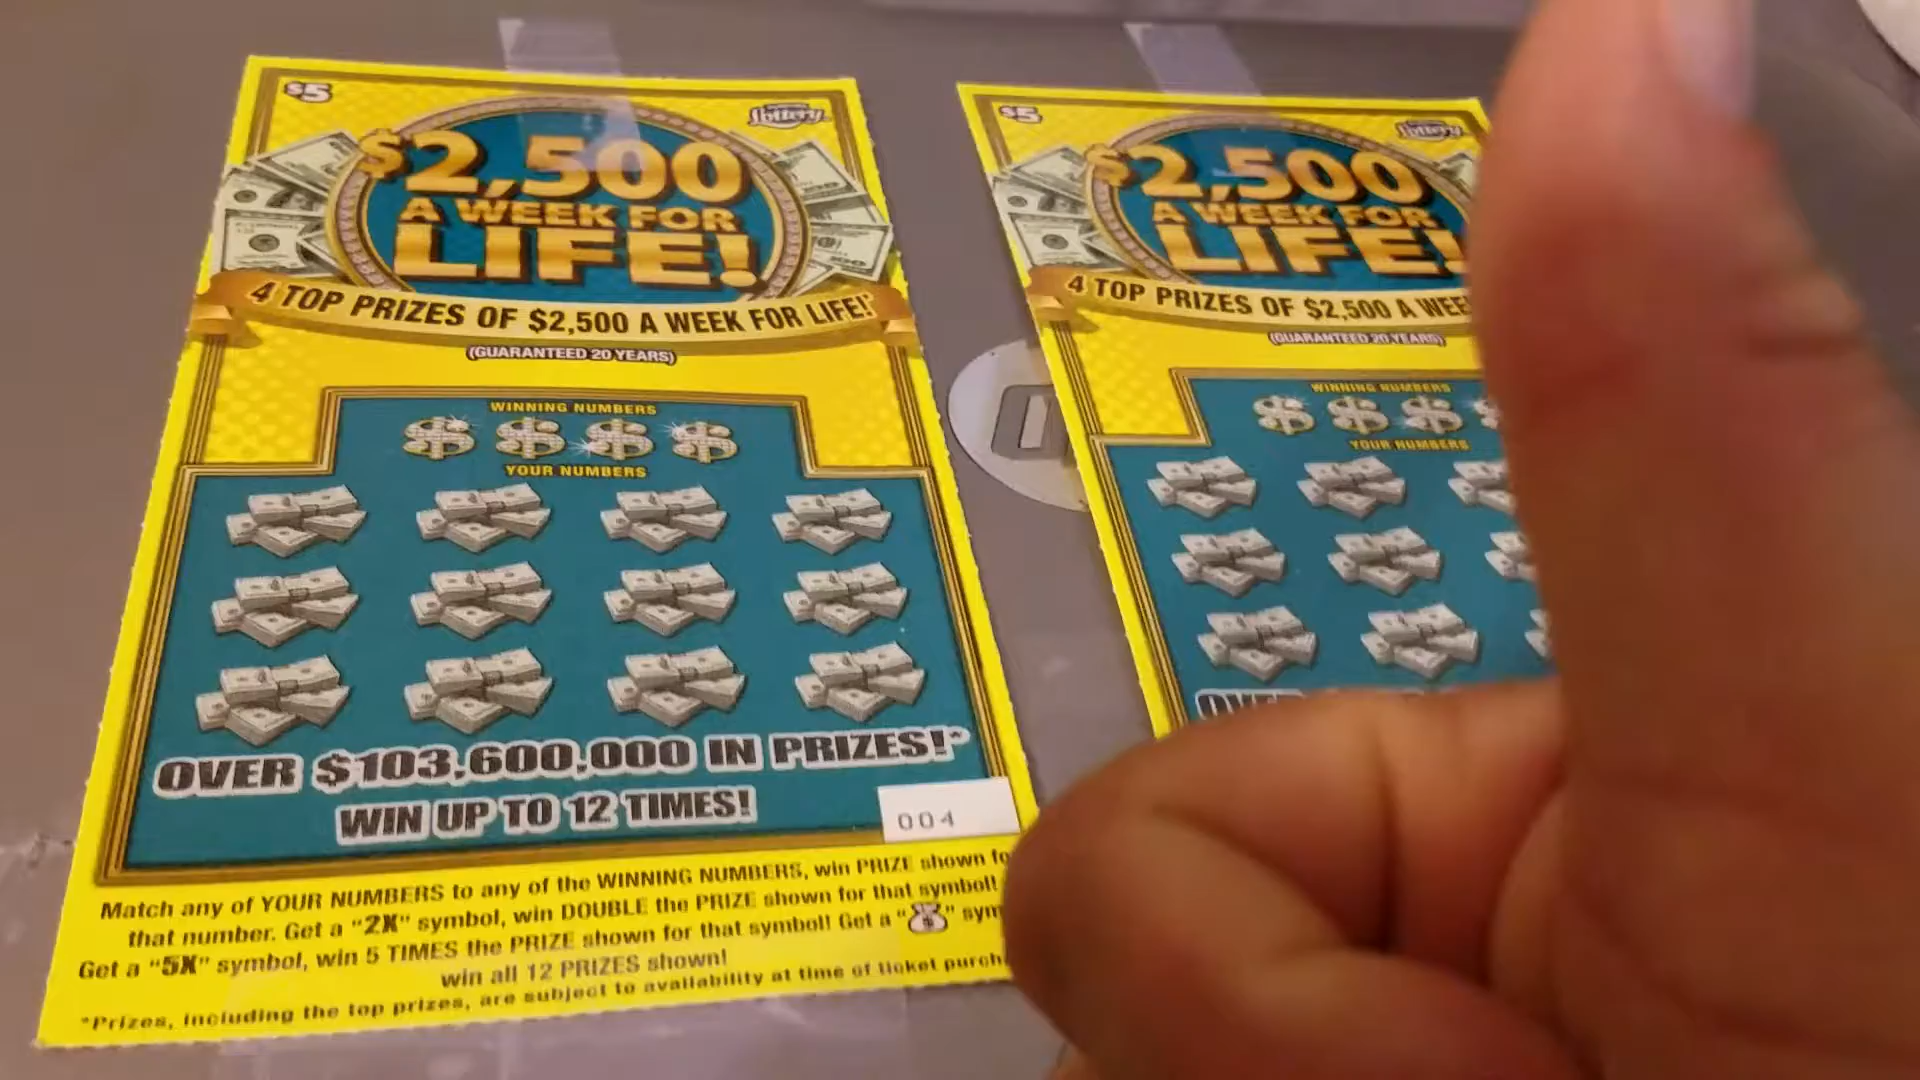 $5
Lottery
$2,500
A WEEK FOR
LIFE!
4 TOP PRIZES OF $2,500 A WEEK FOR LIFE!*
(GUARANTEED 20 YEARS)
WINNING NUMBERS
YOUR NUMBERS
OVER $103,600,000 IN PRIZES!*
WIN UP TO 12 TIMES!
004
Match any of YOUR NUMBERS to any of the WINNING NUMBERS, win PRIZE shown
that number. Get a "2X" symbol, win DOUBLE the PRIZE shown for that symbol!
Get a "5X" symbol, win 5 TIMES the PRIZE shown for that symbol! Get a " "
win all 12 PRIZES shown!
*Prizes, including the top prizes, are subject to availability at time of ticket
$5
Lottery
$2,500
A WEEK FOR
LIFE!
4 TOP PRIZES OF $2,500 A
(GUARANTEED 20 YEARS)
WINNING NUMBERS
YOUR NUMBERS